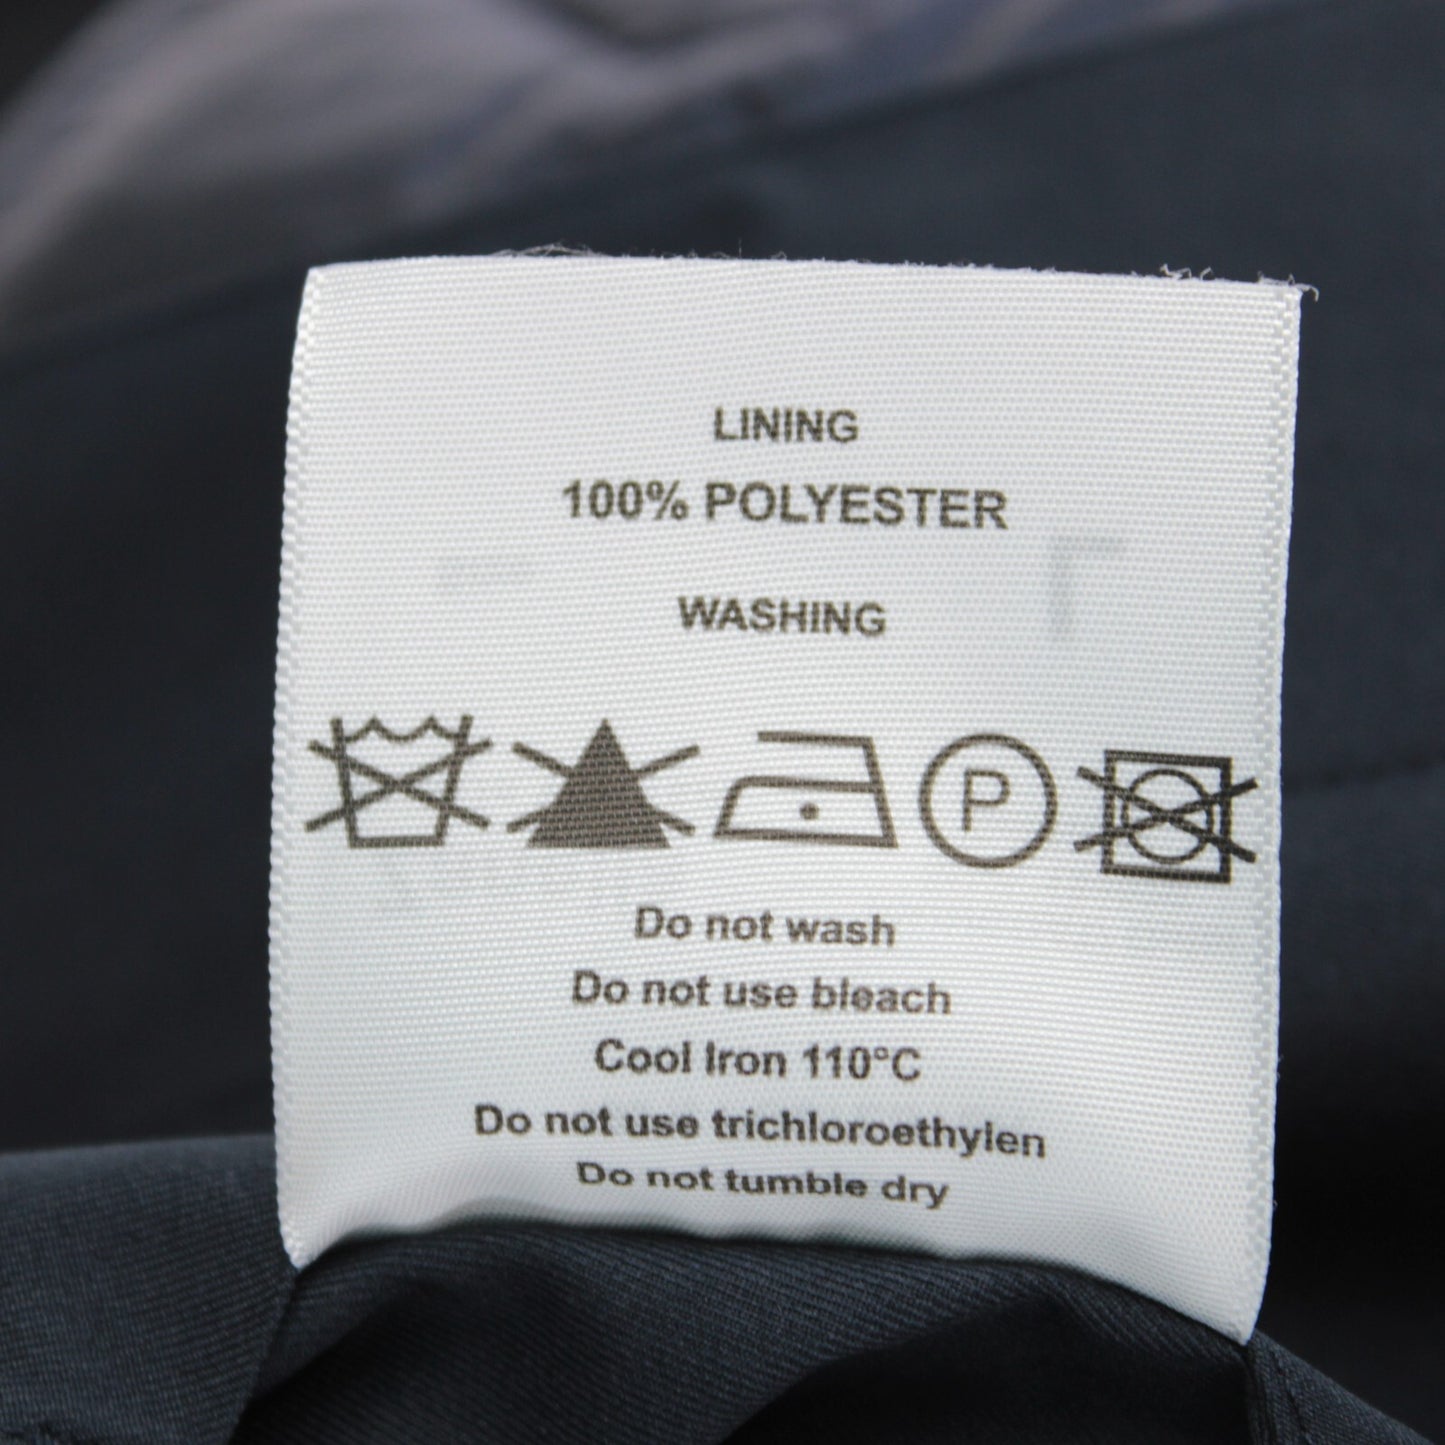 LINING
100% POLYESTER
WASHING
P
Do not wash
Do not use bleach
Cool Iron 110°C
Do not use trichloroethylen
Do not tumble dry